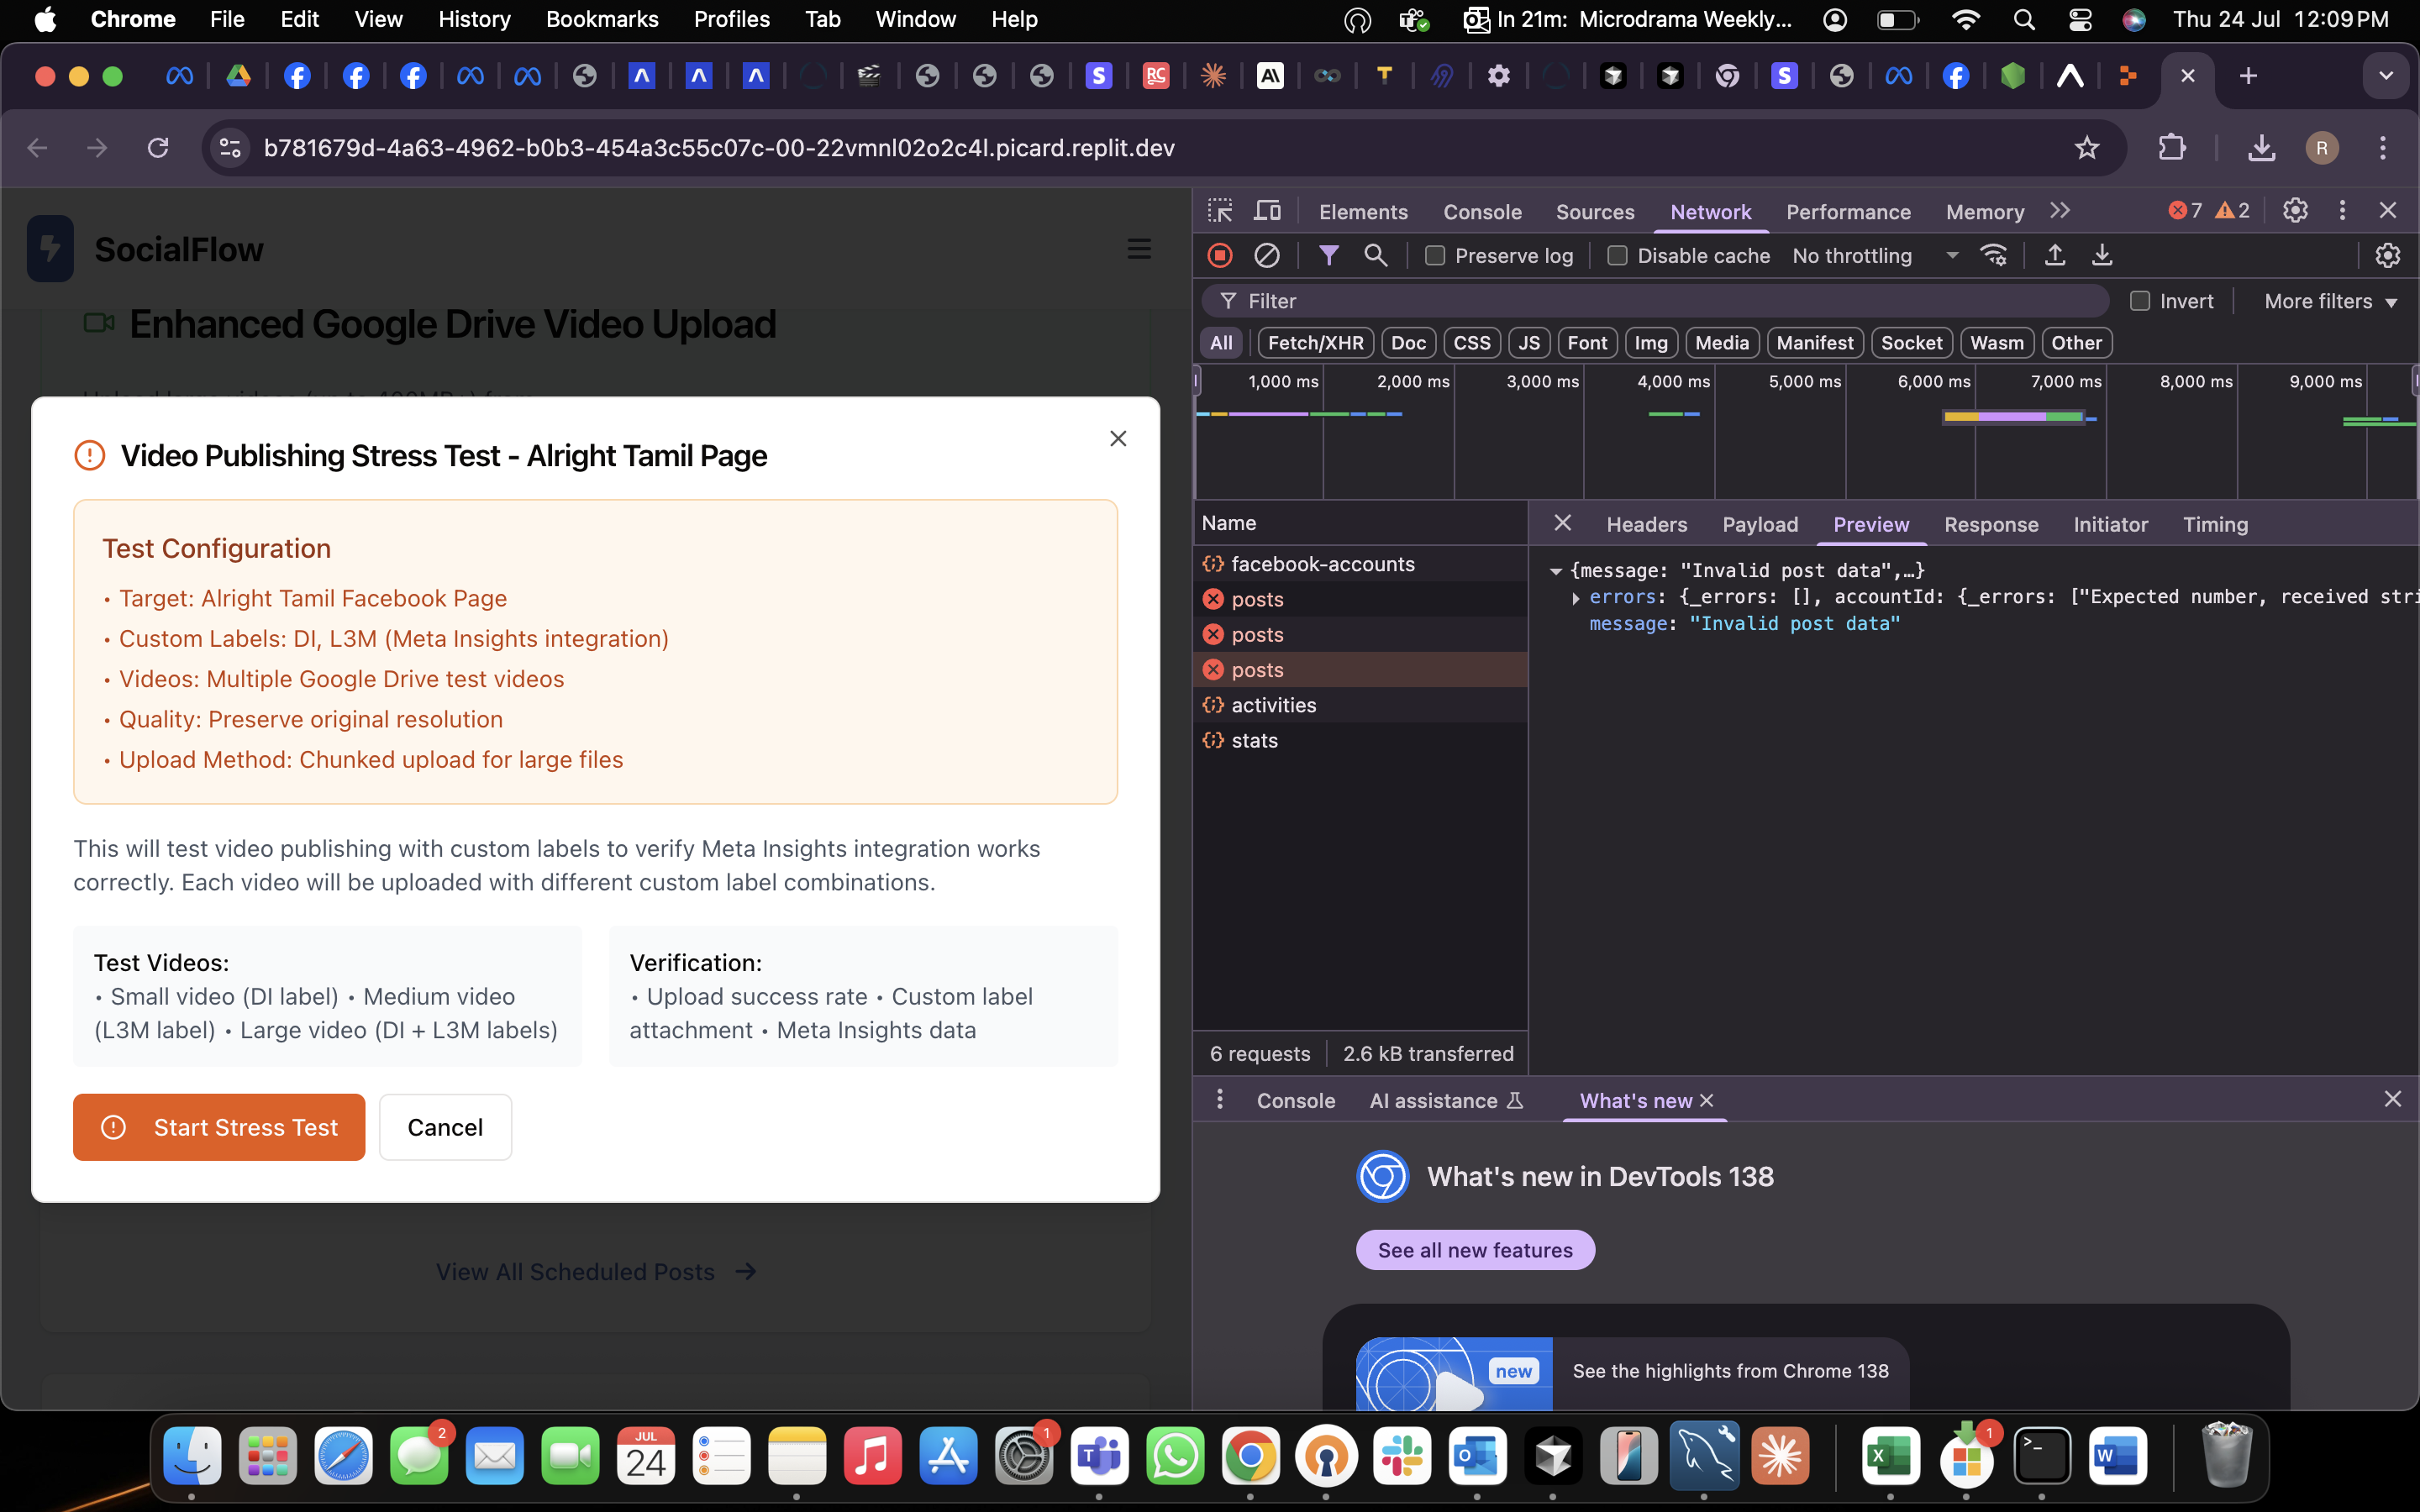 Chrome File Edit View History Bookmarks Profiles Tab Window Help In 21m: Microdrama Weekly... Thu 24 Jul 12:09 PM
b781679d-4a63-4962-b0b3-454a3c55c07c-00-22vmnl02o2c4l.picard.replit.dev R
SocialFlow
Enhanced Google Drive Video Upload
Video Publishing Stress Test - Alright Tamil Page
Test Configuration
• Target: Alright Tamil Facebook Page
• Custom Labels: DI, L3M (Meta Insights integration)
• Videos: Multiple Google Drive test videos
• Quality: Preserve original resolution
• Upload Method: Chunked upload for large files
This will test video publishing with custom labels to verify Meta Insights integration works
correctly. Each video will be uploaded with different custom label combinations.
Test Videos:
• Small video (DI label) • Medium video
(L3M label) • Large video (DI + L3M labels)
Verification:
• Upload success rate • Custom label
attachment • Meta Insights data
Start Stress Test
Cancel
View All Scheduled Posts
Elements Console Sources Network Performance Memory 7 2
Preserve log Disable cache No throttling
Filter Invert More filters
All Fetch/XHR Doc CSS JS Font Img Media Manifest Socket Wasm Other
1,000 ms 2,000 ms 3,000 ms 4,000 ms 5,000 ms 6,000 ms 7,000 ms 8,000 ms 9,000 ms
Name
facebook-accounts
posts
posts
posts
activities
stats
6 requests 2.6 kB transferred
Headers Payload Preview Response Initiator Timing
{message: "Invalid post data",…}
errors: {_errors: [], accountId: {_errors: ["Expected number, received stri
message: "Invalid post data"
Console AI assistance What's new
What's new in DevTools 138
See all new features
new
See the highlights from Chrome 138
2
JUL
24
1
1